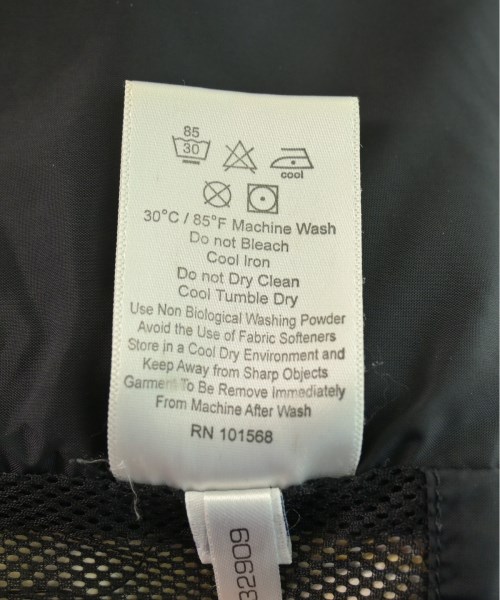 85
30
cool
30°C / 85°F Machine Wash
Do not Bleach
Cool Iron
Do not Dry Clean
Cool Tumble Dry
Use Non Biological Washing Powder
Avoid the Use of Fabric Softeners
Store in a Cool Dry Environment and
Keep Away from Sharp Objects
Garment To Be Remove Immediately
From Machine After Wash
RN 101568
32909